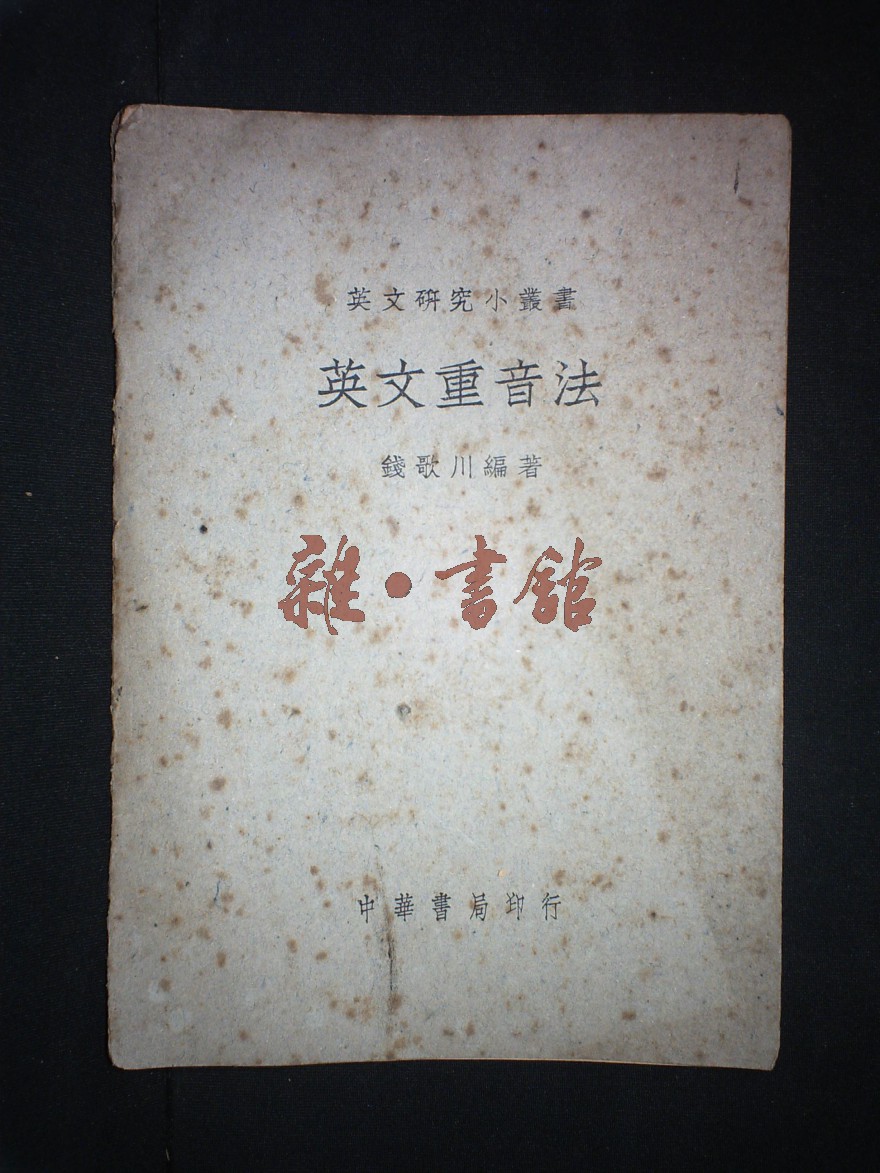 英文研究小叢書
英文重音法
錢歌川編著
雜·書館
中華書局印行